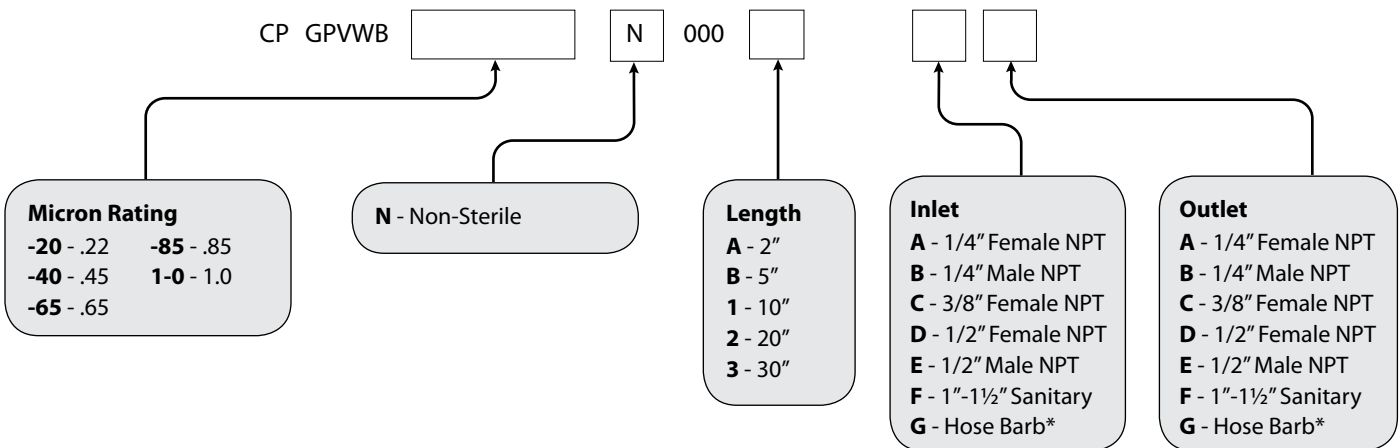 CP GPVWB N 000
Micron Rating
-20 - .22 -85 - .85
-40 - .45 1-0 - 1.0
-65 - .65
N - Non-Sterile
Length
A - 2"
B - 5"
1 - 10"
2 - 20"
3 - 30"
Inlet
A - 1/4" Female NPT
B - 1/4" Male NPT
C - 3/8" Female NPT
D - 1/2" Female NPT
E - 1/2" Male NPT
F - 1"-1½" Sanitary
G - Hose Barb*
Outlet
A - 1/4" Female NPT
B - 1/4" Male NPT
C - 3/8" Female NPT
D - 1/2" Female NPT
E - 1/2" Male NPT
F - 1"-1½" Sanitary
G - Hose Barb*